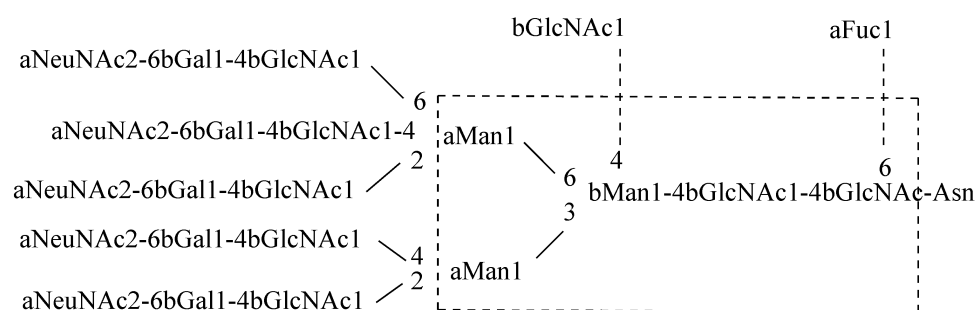 bGlcNAc1 aFuc1
aNeuNAc2-6bGal1-4bGlcNAc1
6
aNeuNAc2-6bGal1-4bGlcNAc1-4 aMan1
2 4 6
aNeuNAc2-6bGal1-4bGlcNAc1 6 bMan1-4bGlcNAc1-4bGlcNAc-Asn
3
aNeuNAc2-6bGal1-4bGlcNAc1
4
2 aMan1
aNeuNAc2-6bGal1-4bGlcNAc1